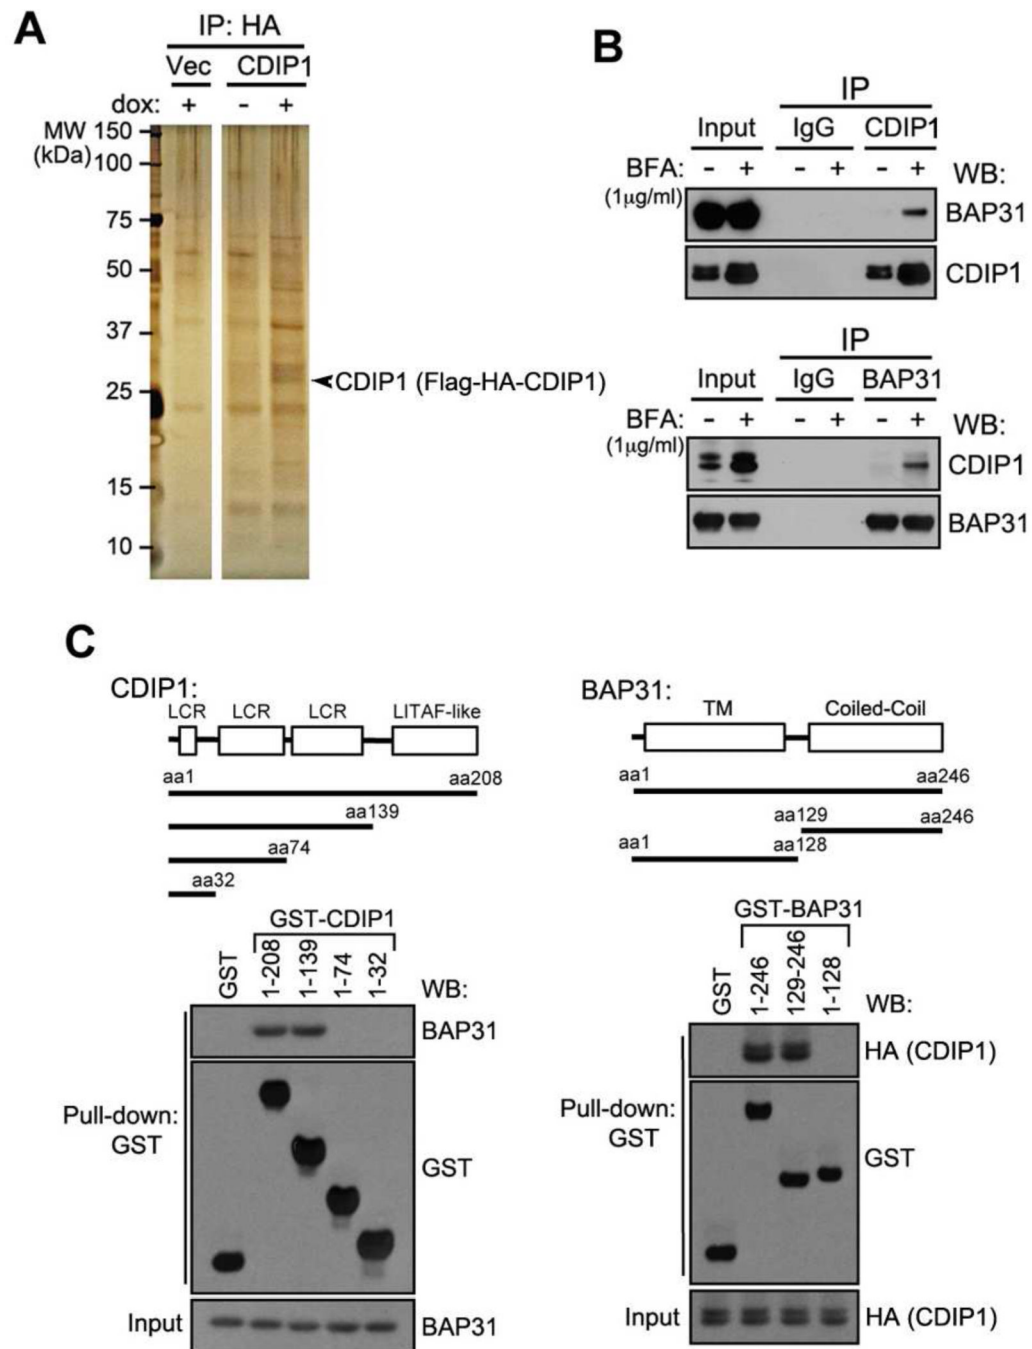 A
IP: HA
Vec CDIP1
dox: + - +
MW
(kDa)
150
100
75
50
37
25
15
10
CDIP1 (Flag-HA-CDIP1)
B
IP
Input IgG CDIP1
BFA: - + - + - + WB:
(1µg/ml)
BAP31
CDIP1
IP
Input IgG BAP31
BFA: - + - + - + WB:
(1µg/ml)
CDIP1
BAP31
C
CDIP1:
LCR LCR LCR LITAF-like
aa1 aa208
aa139
aa74
aa32
GST-CDIP1
GST 1-208 1-139 1-74 1-32 WB:
BAP31
Pull-down:
GST
GST
Input BAP31
BAP31:
TM Coiled-Coil
aa1 aa246
aa129 aa246
aa1 aa128
GST-BAP31
GST 1-246 129-246 1-128 WB:
HA (CDIP1)
Pull-down:
GST
GST
Input HA (CDIP1)